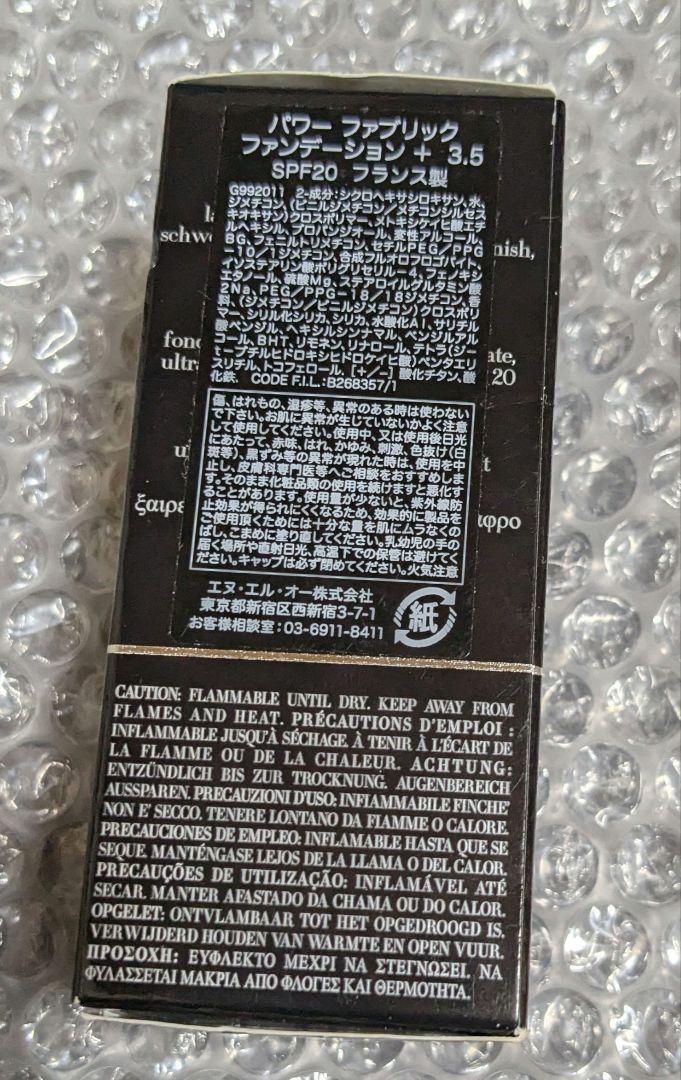 パワー ファブリック
ファンデーション + 3.5
SPF20 フランス製
G992011 2-成分:シクロヘキサシロキサン、水、
ジメチコン、(ビニルジメチコン/メチコンシルセス
キオキサン)クロスポリマー、メトキシケイヒ酸エチ
ルヘキシル、プロパンジオール、変性アルコール、
BG、フェニルトリメチコン、セチルPEG/PPG
-10/1ジメチコン、合成フルオロフロゴパイト、
イソステアリン酸ポリグリセリル-4、フェノキシ
エタノール、硫酸Mg、ステアロイルグルタミン酸
2Na、PEG/PPG-18/18ジメチコン、香
料、(ジメチコン/ビニルジメチコン)クロスポリ
マー、シリル化シリカ、シリカ、水酸化Al、サリチル
酸ベンジル、ヘキシルシンナマル、ベンジルアル
コール、BHT、リモネン、リナロール、テトラ(ジ
t-ブチルヒドロキシヒドロケイヒ酸)ペンタエリ
スリチル、トコフェロール、[+/-] 酸化チタン、酸
化鉄. CODE F.I.L.:B268357/1
傷、はれもの、湿疹等、異常のある時は使わない
で下さい。お肌に異常が生じていないかよく注意
して使用してください。使用中、又は使用後日光
にあたって、赤味、はれ、かゆみ、刺激、色抜け(白
斑等)、黒ずみ等の異常が現れた時は、使用を中
止し、皮膚科専門医等へご相談をおすすめしま
す。そのまま化粧品類の使用を続けますと悪化す
ることがあります。使用量が少ないと、紫外線防
止効果が得られにくくなるため、効果的に製品を
ご使用頂くためには十分な量を肌にムラなくの
ばし、こまめに塗り直してください。乳幼児の手の
届く場所や直射日光、高温下での保管は避けてく
ださい。キャップは必ず閉めてください。火気注意
エヌ・エル・オー株式会社
東京都新宿区西新宿3-7-1
お客様相談室:03-6911-8411
紙
schw
nish,
fond
ate,
ultra
20
ξαιρε
αφρο
CAUTION: FLAMMABLE UNTIL DRY. KEEP AWAY FROM
FLAMES AND HEAT. PRÉCAUTIONS D'EMPLOI :
INFLAMMABLE JUSQU'À SÉCHAGE. À TENIR À L'ÉCART DE
LA FLAMME OU DE LA CHALEUR. ACHTUNG:
ENTZÜNDLICH BIS ZUR TROCKNUNG. AUGENBEREICH
AUSSPAREN. PRECAUZIONI D'USO: INFIAMMABILE FINCHE'
NON E' SECCO. TENERE LONTANO DA FIAMME O CALORE.
PRECAUCIONES DE EMPLEO: INFLAMABLE HASTA QUE SE
SEQUE. MANTÉNGASE LEJOS DE LA LLAMA O DEL CALOR.
PRECAUÇÕES DE UTILIZAÇÃO: INFLAMÁVEL ATÉ
SECAR. MANTER AFASTADO DA CHAMA OU DO CALOR.
OPGELET: ONTVLAMBAAR TOT HET OPGEDROOGD IS.
VERWIJDERD HOUDEN VAN WARMTE EN OPEN VUUR.
ΠΡΟΣΟΧΗ: ΕΥΦΛΕΚΤΟ ΜΕΧΡΙ ΝΑ ΣΤΕΓΝΩΣΕΙ. ΝΑ
ΦΥΛΑΣΣΕΤΑΙ ΜΑΚΡΙΑ ΑΠΟ ΦΛΟΓΕΣ ΚΑΙ ΘΕΡΜΟΤΗΤΑ.